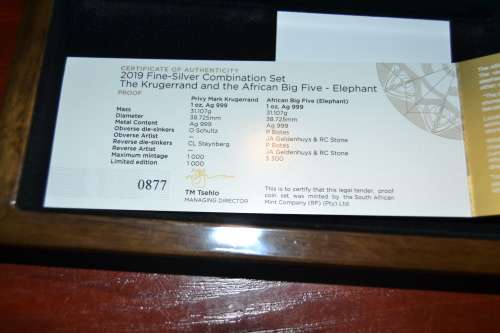 CERTIFICATE OF AUTHENTICITY
2019 Fine-Silver Combination Set
The Krugerrand and the African Big Five - Elephant
PROOF
Privy Mark Krugerrand African Big Five (Elephant)
1 oz, Ag 999 1 oz, Ag 999
Mass 31.107g 31.107g
Diameter 38.725mm 38.725mm
Metal Content Ag 999 Ag 999
Obverse die-sinkers O Schultz P Botes
Obverse Artist - JA Geldenhuys & RC Stone
Reverse die-sinkers CL Steynberg P Botes
Reverse Artist - JA Geldenhuys & RC Stone
Maximum mintage 1 000
Limited edition 1 000
0877
TM Tsehlo
MANAGING DIRECTOR
This is to certify that this legal tender, proof
coin set was minted by the South African
Mint Company (RF) (Pty) Ltd.